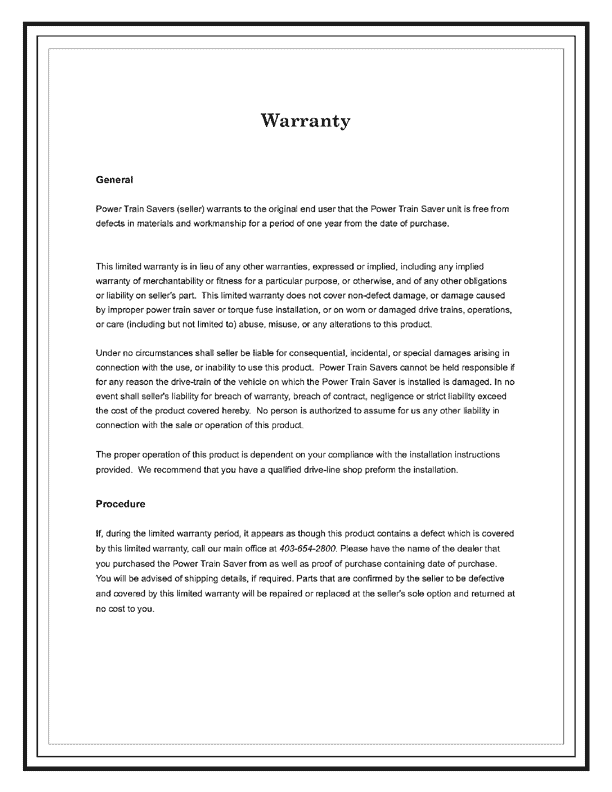 Warranty
General
Power Train Savers (seller) warrants to the original end user that the Power Train Saver unit is free from
defects in materials and workmanship for a period of one year from the date of purchase.
This limited warranty is in lieu of any other warranties, expressed or implied, including any implied
warranty of merchantability or fitness for a particular purpose, or otherwise, and of any other obligations
or liability on seller's part.  This limited warranty does not cover non-defect damage, or damage caused
by improper power train saver or torque fuse installation, or on worn or damaged drive trains, operations,
or care (including but not limited to) abuse, misuse, or any alterations to this product.
Under no circumstances shall seller be liable for consequential, incidental, or special damages arising in
connection with the use, or inability to use this product.  Power Train Savers cannot be held responsible if
for any reason the drive-train of the vehicle on which the Power Train Saver is installed is damaged. In no
event shall seller's liability for breach of warranty, breach of contract, negligence or strict liability exceed
the cost of the product covered hereby.  No person is authorized to assume for us any other liability in
connection with the sale or operation of this product.
The proper operation of this product is dependent on your compliance with the installation instructions
provided.  We recommend that you have a qualified drive-line shop preform the installation.
Procedure
If, during the limited warranty period, it appears as though this product contains a defect which is covered
by this limited warranty, call our main office at 403-654-2800. Please have the name of the dealer that
you purchased the Power Train Saver from as well as proof of purchase containing date of purchase.
You will be advised of shipping details, if required. Parts that are confirmed by the seller to be defective
and covered by this limited warranty will be repaired or replaced at the seller's sole option and returned at
no cost to you.